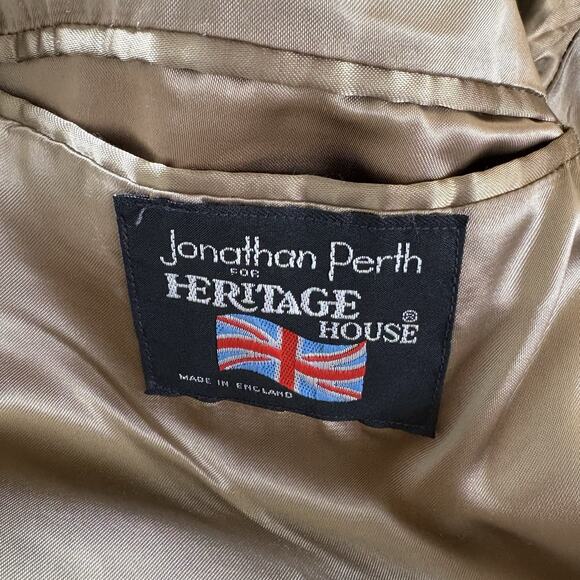 Jonathan Perth
FOR
HERITAGE
HOUSE®
MADE IN ENGLAND